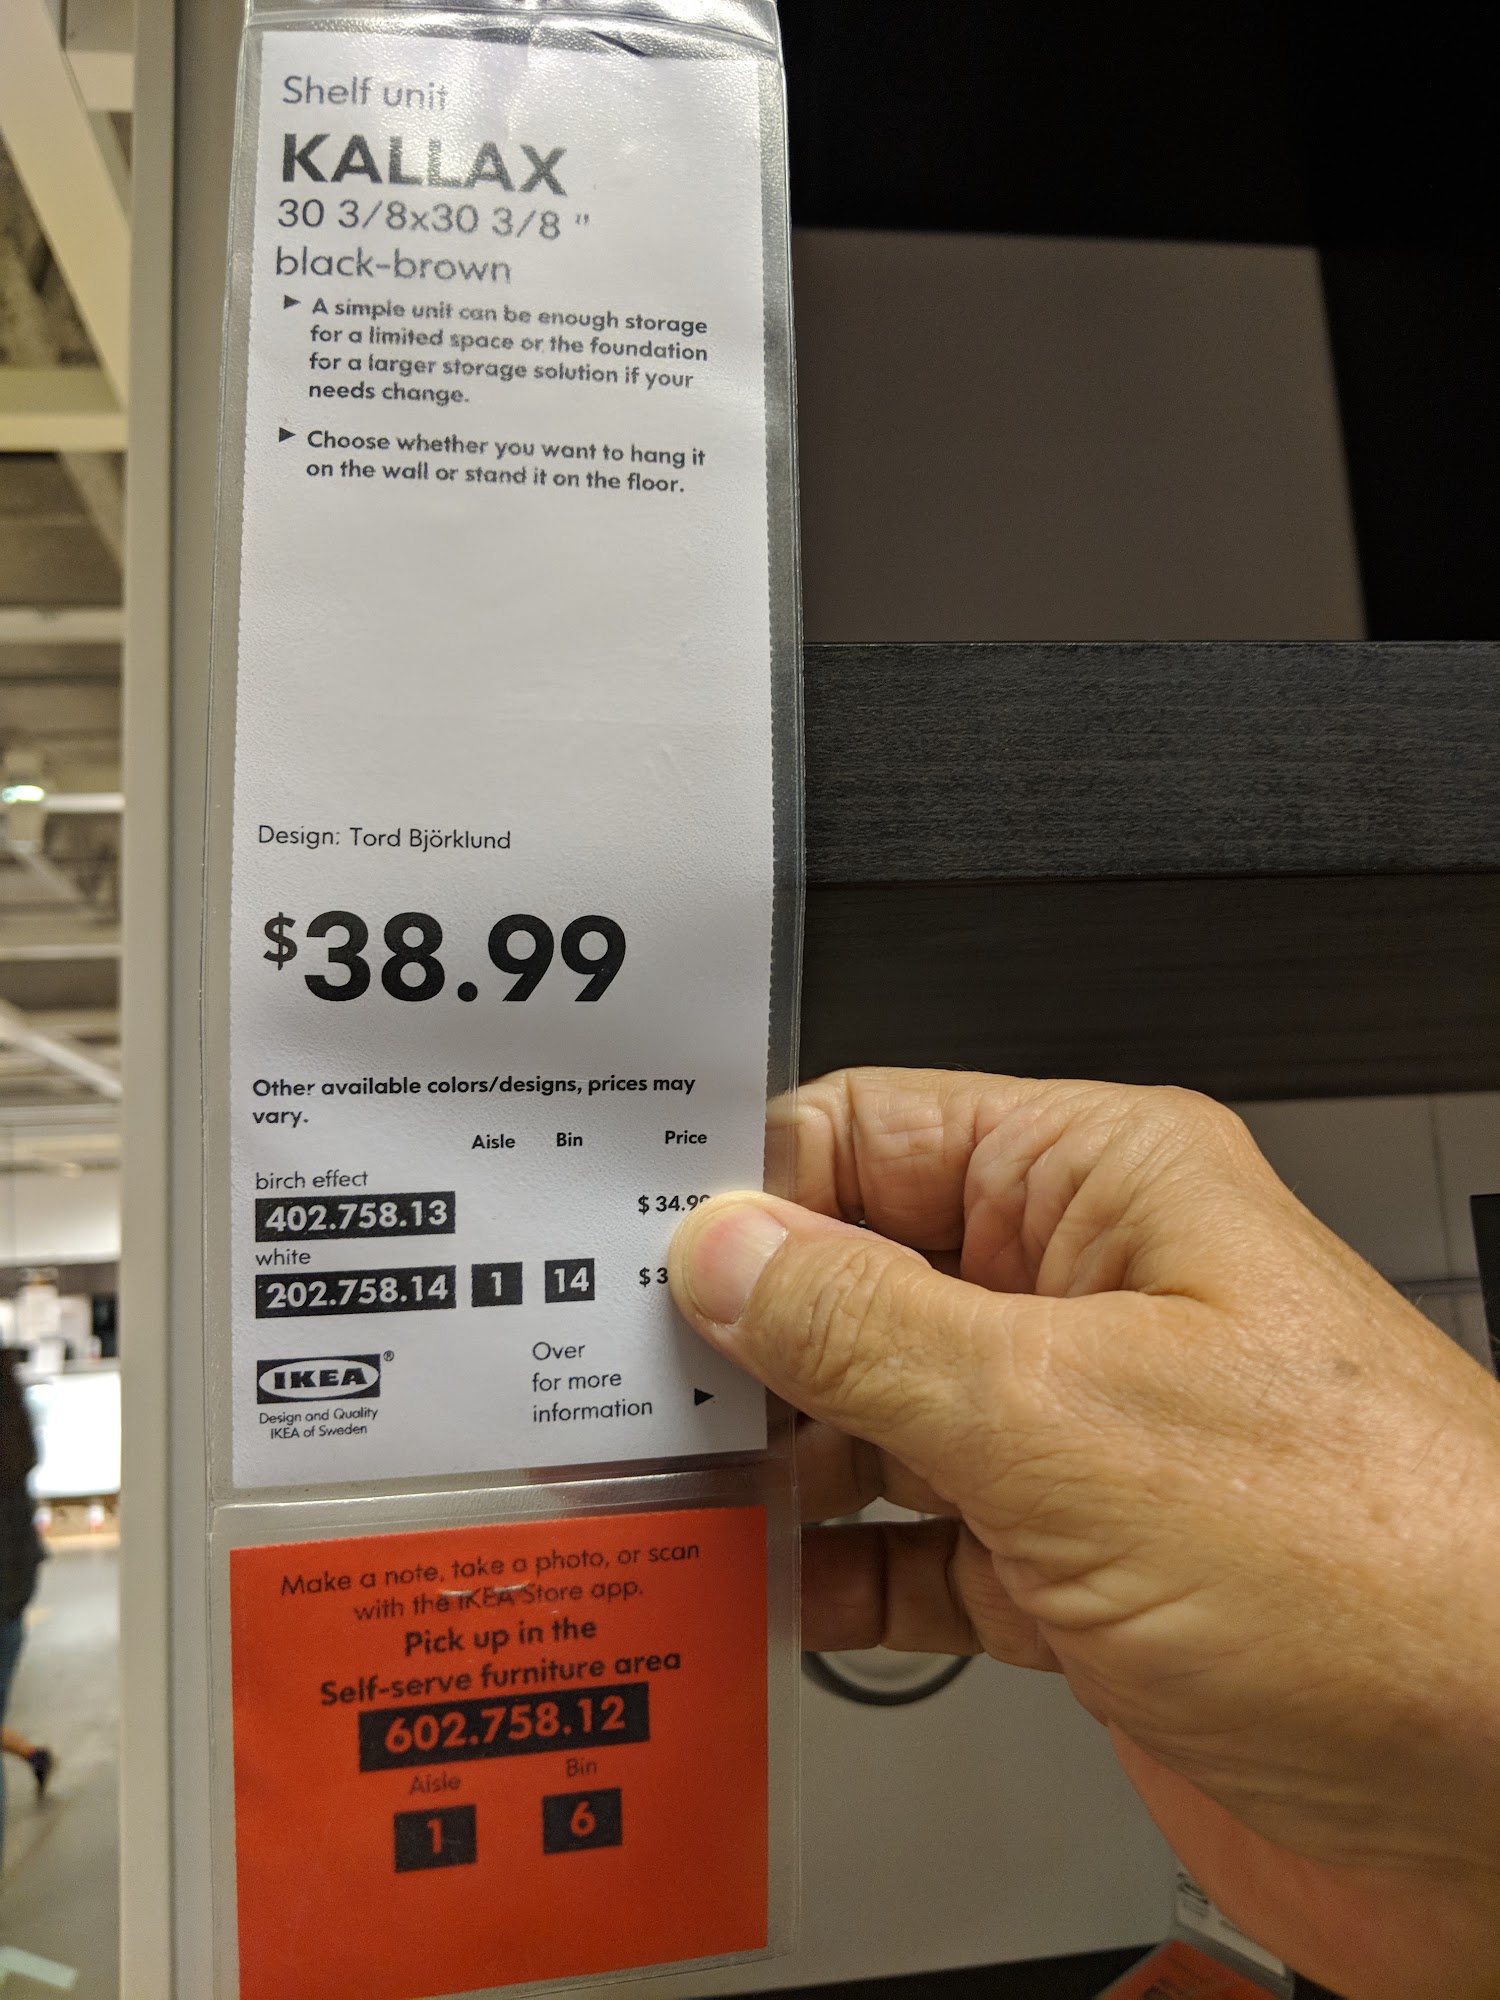 Shelf unit
KALLAX
30 3/8x30 3/8 "
black-brown
▶ A simple unit can be enough storage
for a limited space or the foundation
for a larger storage solution if your
needs change.
▶ Choose whether you want to hang it
on the wall or stand it on the floor.
Design: Tord Björklund
$38.99
Other available colors/designs, prices may
vary.
Aisle Bin Price
birch effect
402.758.13 $ 34.99
white
202.758.14 1 14 $ 3
IKEA ®
Design and Quality
IKEA of Sweden
Over
for more
information ▶
Make a note, take a photo, or scan
with the IKEA Store app.
Pick up in the
Self-serve furniture area
602.758.12
Aisle Bin
1 6